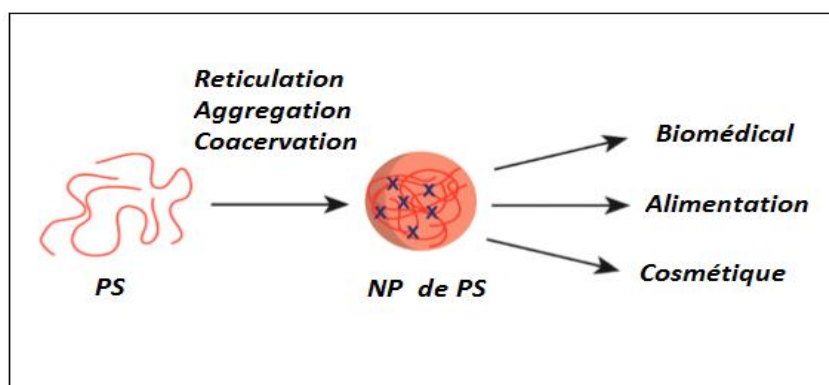 Reticulation
Aggregation
Coacervation
Biomédical
Alimentation
Cosmétique
PS
NP de PS
X
X
X
X
X
X